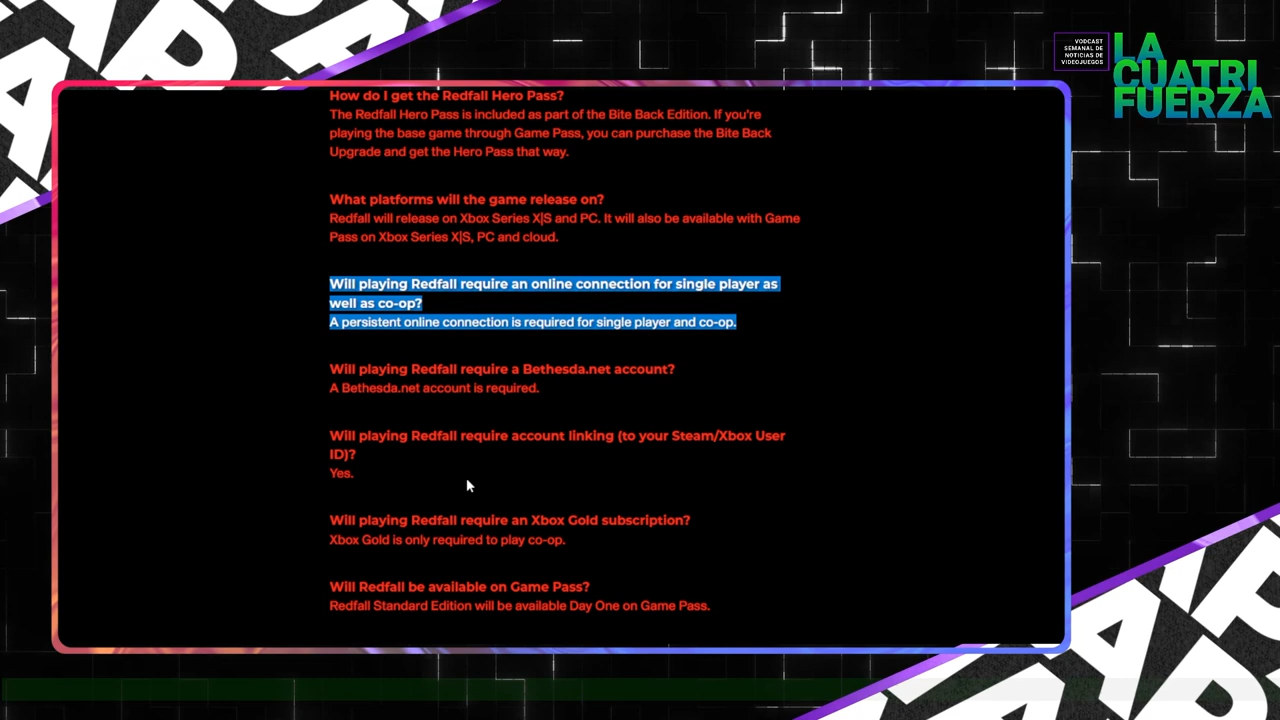 VODCAST
SEMANAL DE
NOTICIAS DE
VIDEOJUEGOS
LA
CUATRI
FUERZA
How do I get the Redfall Hero Pass?
The Redfall Hero Pass is included as part of the Bite Back Edition. If you're
playing the base game through Game Pass, you can purchase the Bite Back
Upgrade and get the Hero Pass that way.
What platforms will the game release on?
Redfall will release on Xbox Series X|S and PC. It will also be available with Game
Pass on Xbox Series X|S, PC and cloud.
Will playing Redfall require an online connection for single player as
well as co-op?
A persistent online connection is required for single player and co-op.
Will playing Redfall require a Bethesda.net account?
A Bethesda.net account is required.
Will playing Redfall require account linking (to your Steam/Xbox User
ID)?
Yes.
Will playing Redfall require an Xbox Gold subscription?
Xbox Gold is only required to play co-op.
Will Redfall be available on Game Pass?
Redfall Standard Edition will be available Day One on Game Pass.